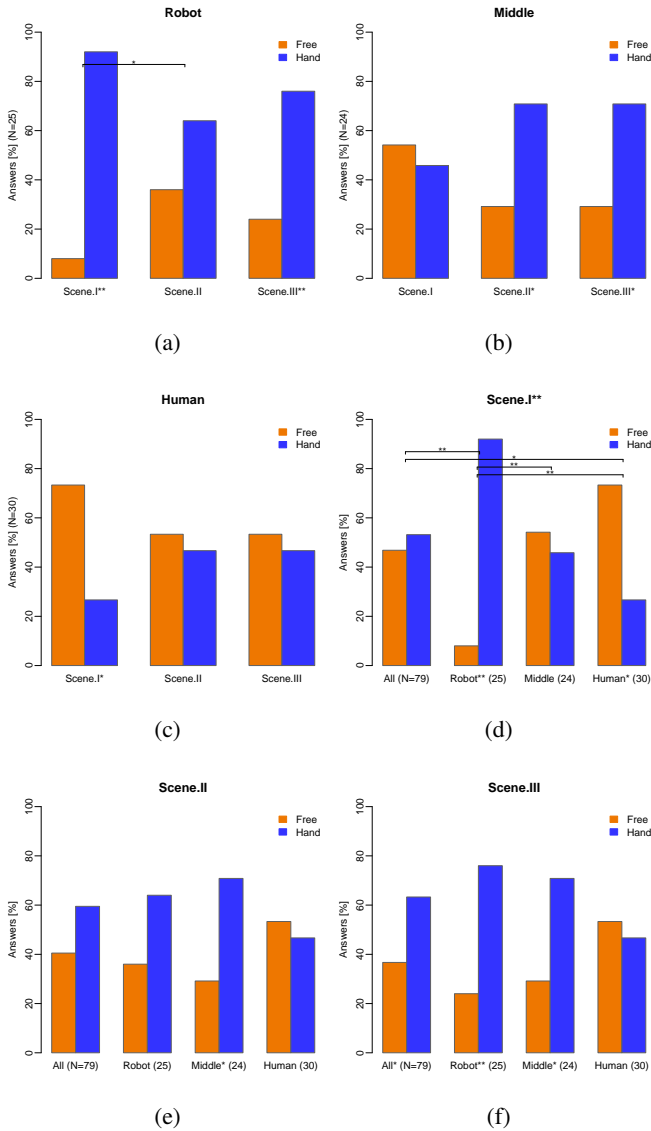 Robot
Free
Hand
Answers [%] (N=25)
0 20 40 60 80 100
*
Scene.I** Scene.II Scene.III**
(a)
Middle
Free
Hand
Answers [%] (N=24)
0 20 40 60 80 100
Scene.I Scene.II* Scene.III*
(b)
Human
Free
Hand
Answers [%] (N=30)
0 20 40 60 80 100
Scene.I* Scene.II Scene.III
(c)
Scene.I**
Free
Hand
Answers [%]
0 20 40 60 80 100
**
*
**
**
All (N=79) Robot** (25) Middle (24) Human* (30)
(d)
Scene.II
Free
Hand
Answers [%]
0 20 40 60 80 100
All (N=79) Robot (25) Middle* (24) Human (30)
(e)
Scene.III
Free
Hand
Answers [%]
0 20 40 60 80 100
All* (N=79) Robot** (25) Middle* (24) Human (30)
(f)